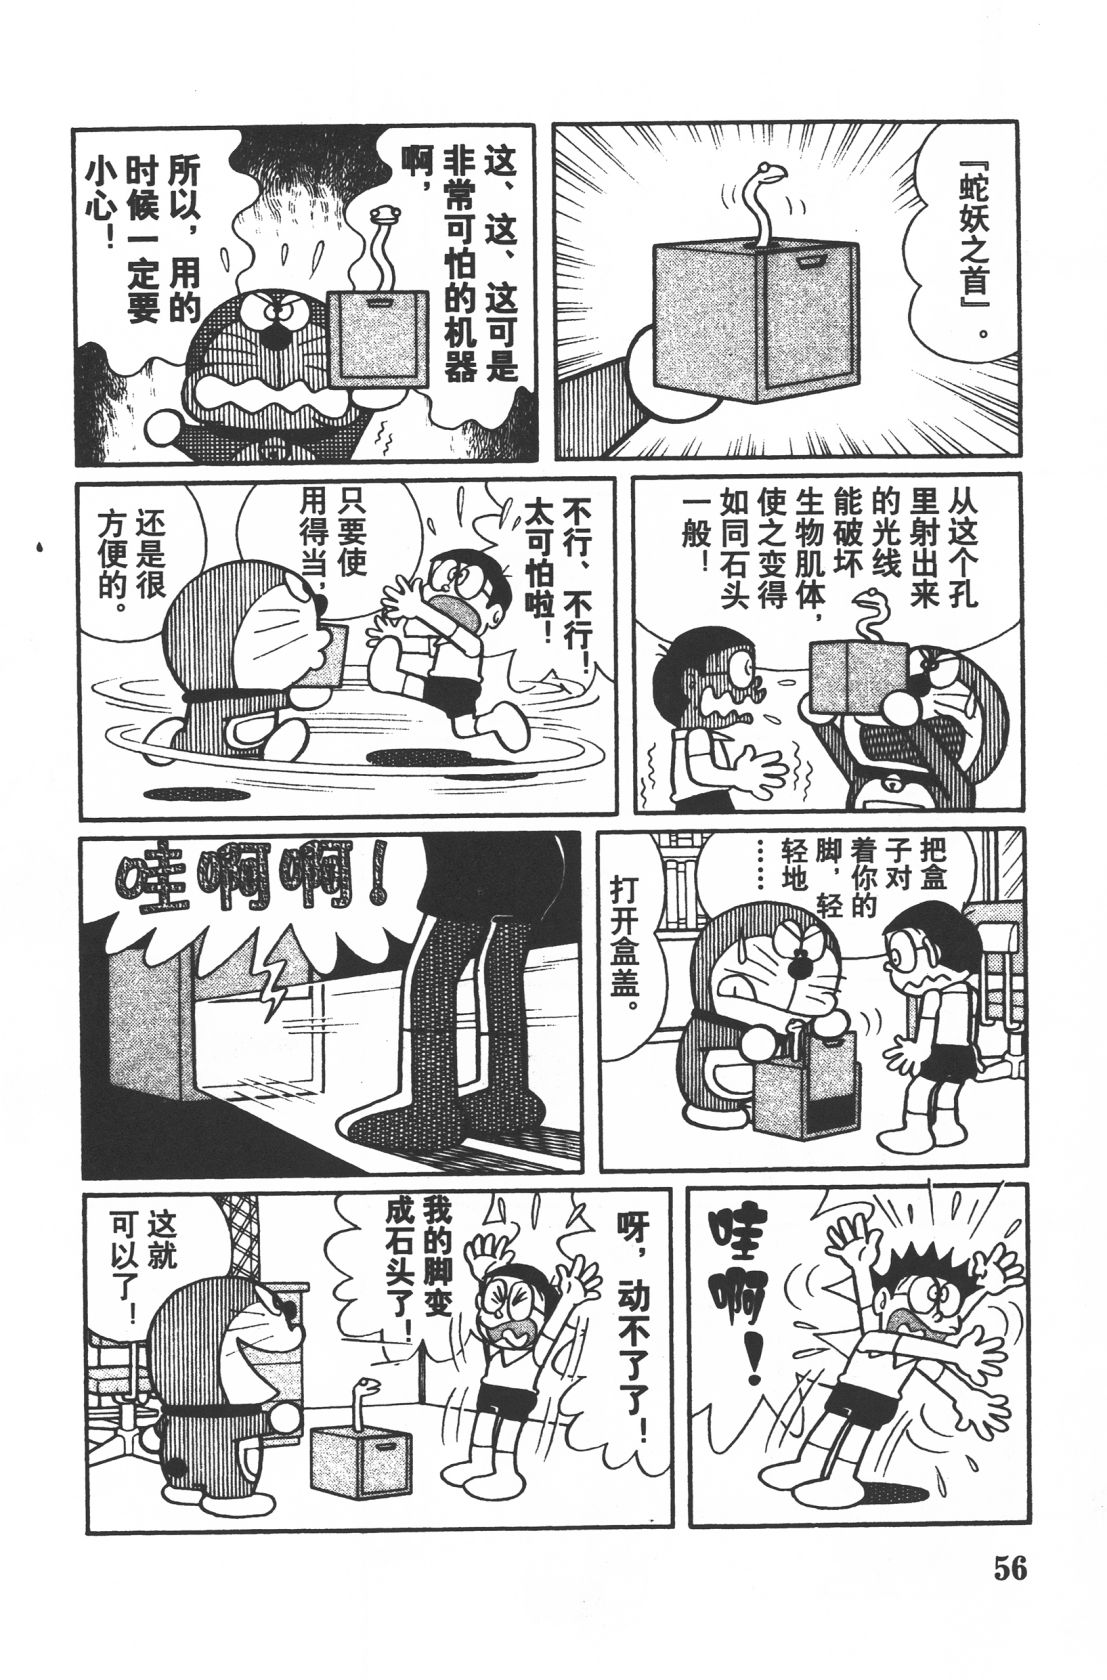 『蛇妖之首』。
这、这、这可是
非常可怕的机器
啊，
所以，用的
时候一定要
小心！
从这个孔
里射出来
的光线
能破坏
生物肌体，
使之变得
如同石头
一般！
不行、不行！
太可怕啦！
只要使
用得当，
还是很
方便的。
把盒
子对
着你的
脚，轻
轻地
……
打开盒盖。
哇啊啊！
哇啊！
呀，动不了了！
我的脚变
成石头了！
这就
可以了！
56